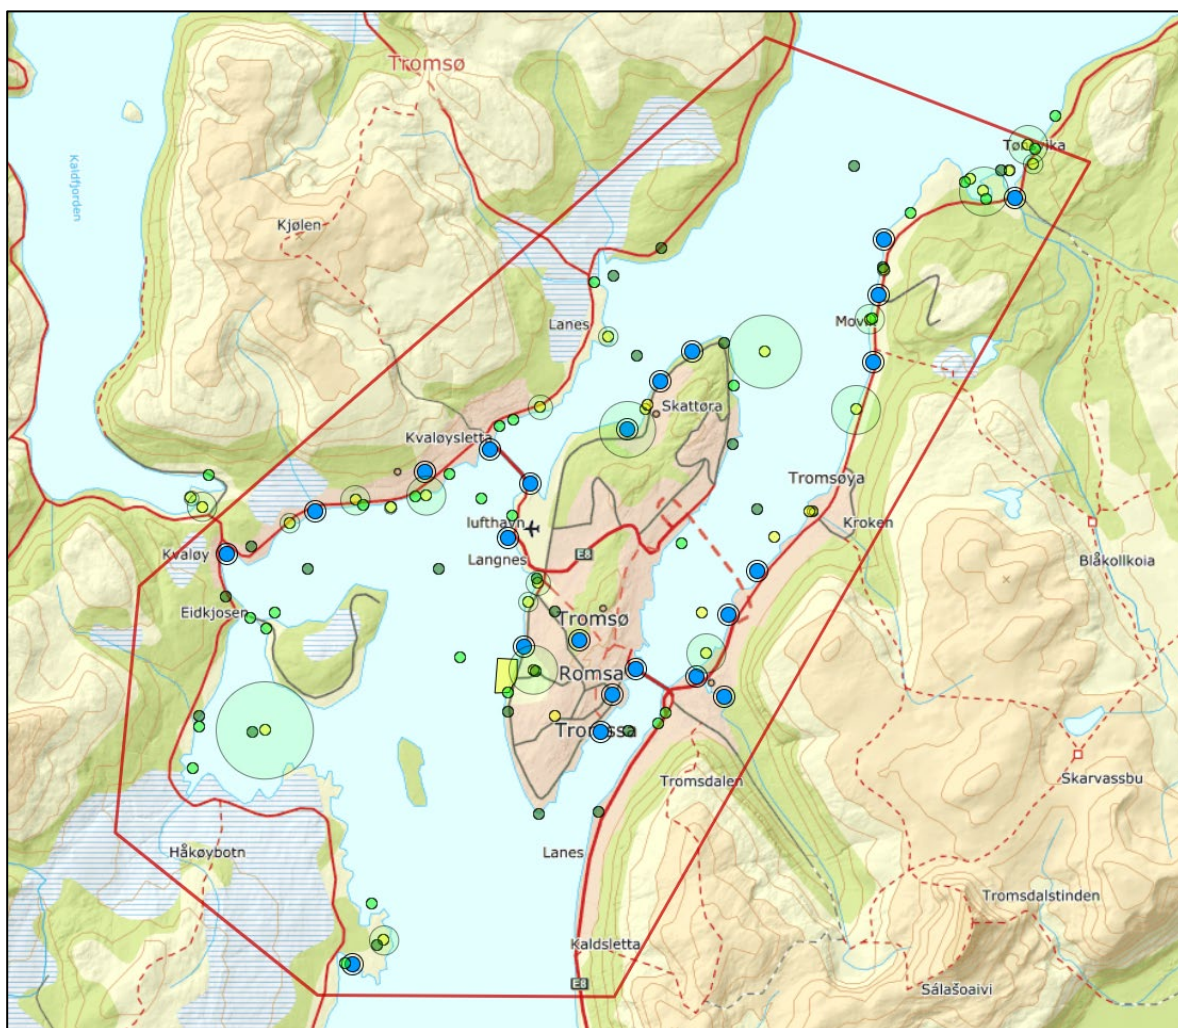 Tromsø
Kaldfjorden
Kjølen
Lanes
Movik
Skattøra
Kvaløysletta
Tromsøya
lufthavn
Kroken
Langnes
E8
Kvaløy
Blåkollkoia
Eidkjosen
Tromsø
Romsa
Tromssa
Tromsdalen
Skarvassbu
Håkøybotn
Lanes
Tromsdalstinden
Kaldsletta
E8
Sálašoaivi